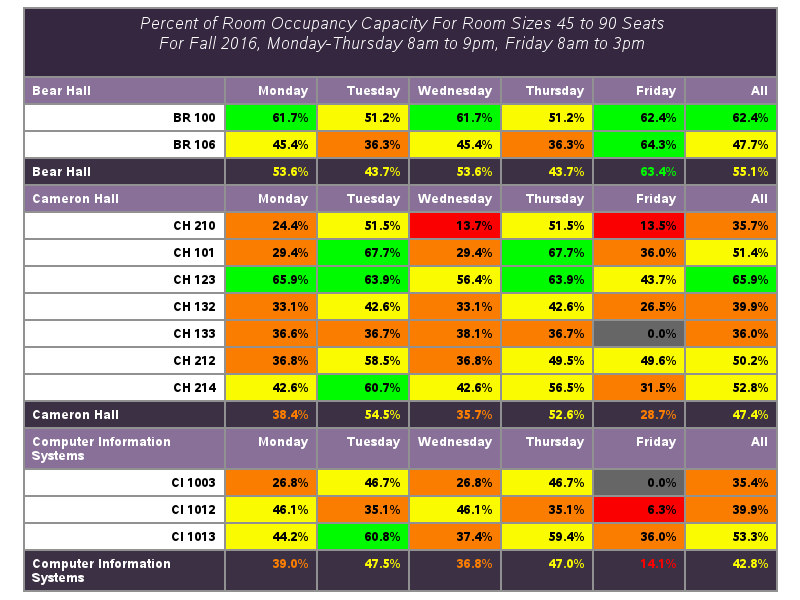 Percent of Room Occupancy Capacity For Room Sizes 45 to 90 Seats
For Fall 2016, Monday-Thursday 8am to 9pm, Friday 8am to 3pm
Bear Hall Monday Tuesday Wednesday Thursday Friday All
BR 100 61.7% 51.2% 61.7% 51.2% 62.4% 62.4%
BR 106 45.4% 36.3% 45.4% 36.3% 64.3% 47.7%
Bear Hall 53.6% 43.7% 53.6% 43.7% 63.4% 55.1%
Cameron Hall Monday Tuesday Wednesday Thursday Friday All
CH 210 24.4% 51.5% 13.7% 51.5% 13.5% 35.7%
CH 101 29.4% 67.7% 29.4% 67.7% 36.0% 51.4%
CH 123 65.9% 63.9% 56.4% 63.9% 43.7% 65.9%
CH 132 33.1% 42.6% 33.1% 42.6% 26.5% 39.9%
CH 133 36.6% 36.7% 38.1% 36.7% 0.0% 36.0%
CH 212 36.8% 58.5% 36.8% 49.5% 49.6% 50.2%
CH 214 42.6% 60.7% 42.6% 56.5% 31.5% 52.8%
Cameron Hall 38.4% 54.5% 35.7% 52.6% 28.7% 47.4%
Computer Information Monday Tuesday Wednesday Thursday Friday All
Systems
CI 1003 26.8% 46.7% 26.8% 46.7% 0.0% 35.4%
CI 1012 46.1% 35.1% 46.1% 35.1% 6.3% 39.9%
CI 1013 44.2% 60.8% 37.4% 59.4% 36.0% 53.3%
Computer Information 39.0% 47.5% 36.8% 47.0% 14.1% 42.8%
Systems